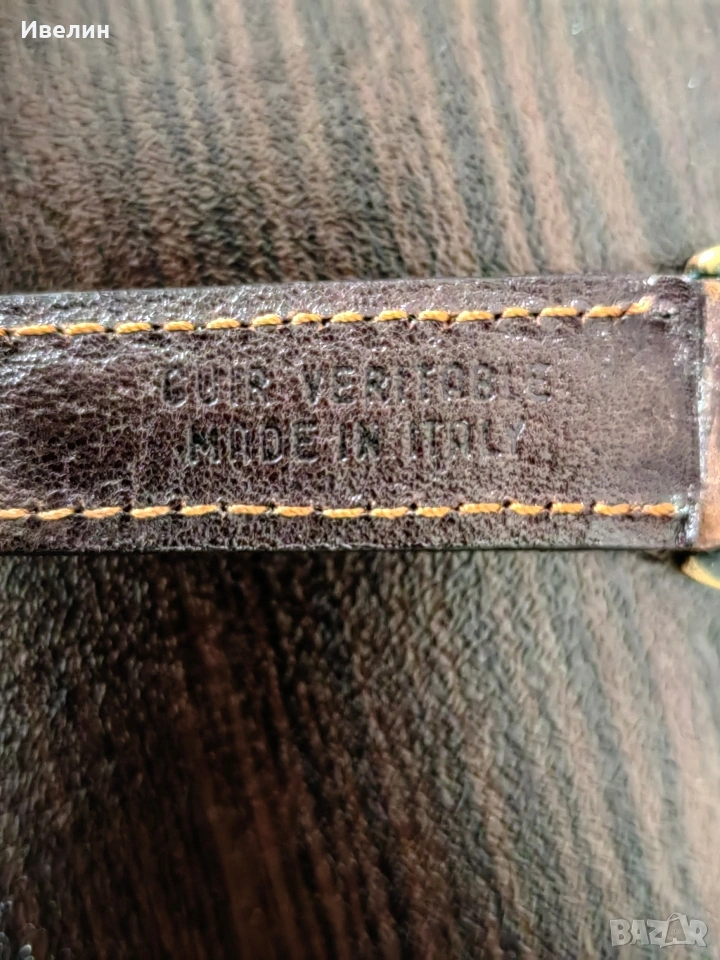 Ивелин
CUIR VERITABLE
MADE IN ITALY
BAZAR